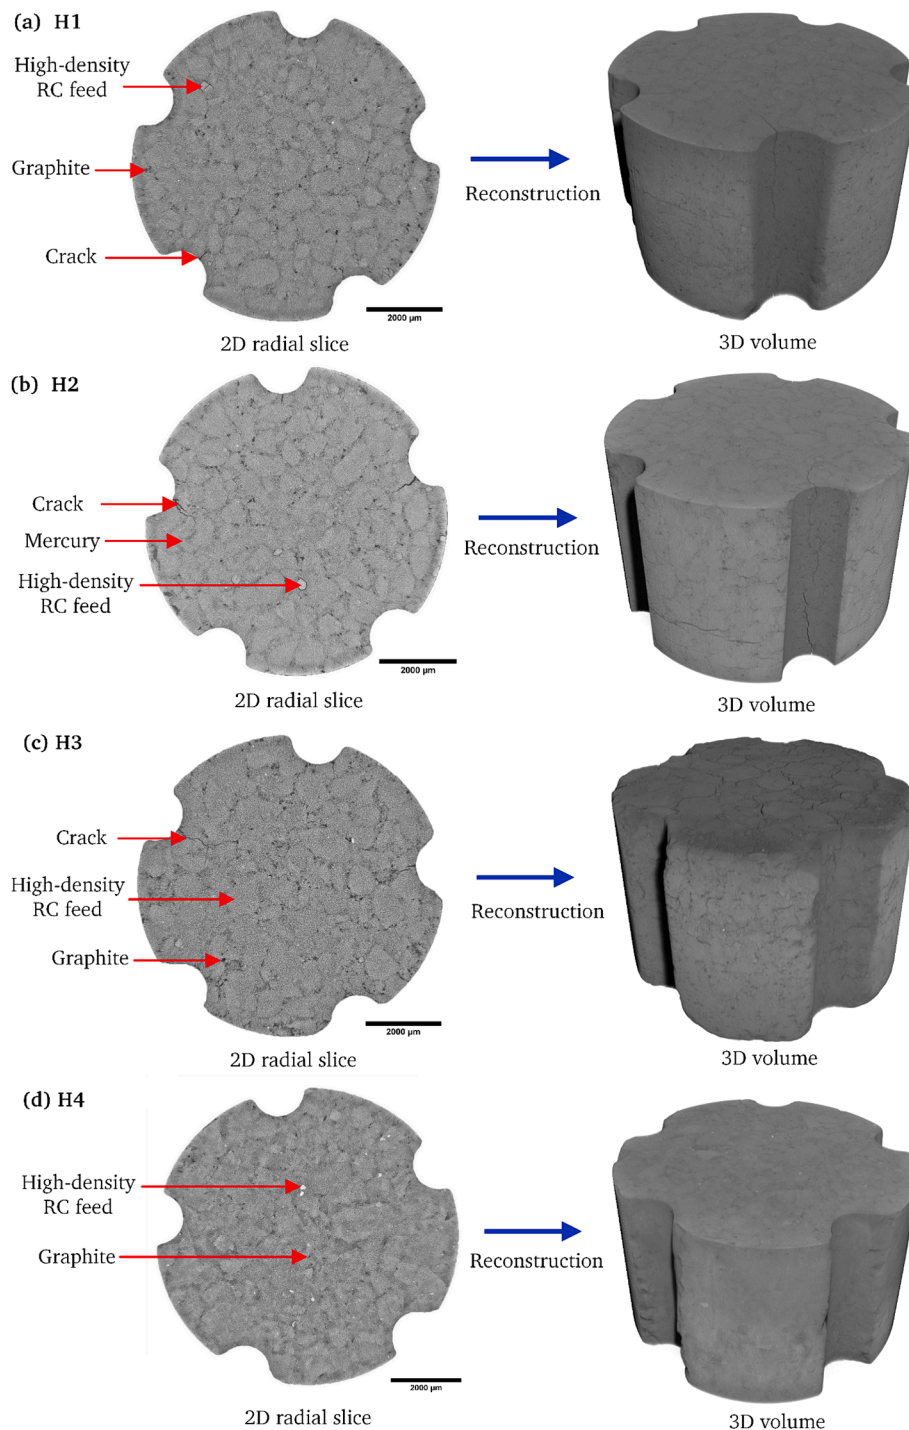 (a) H1
High-density
RC feed
Graphite
Crack
Reconstruction
2000 µm
2D radial slice
3D volume
(b) H2
Crack
Mercury
High-density
RC feed
Reconstruction
2000 µm
2D radial slice
3D volume
(c) H3
Crack
High-density
RC feed
Graphite
Reconstruction
2000 µm
2D radial slice
3D volume
(d) H4
High-density
RC feed
Graphite
Reconstruction
2000 µm
2D radial slice
3D volume